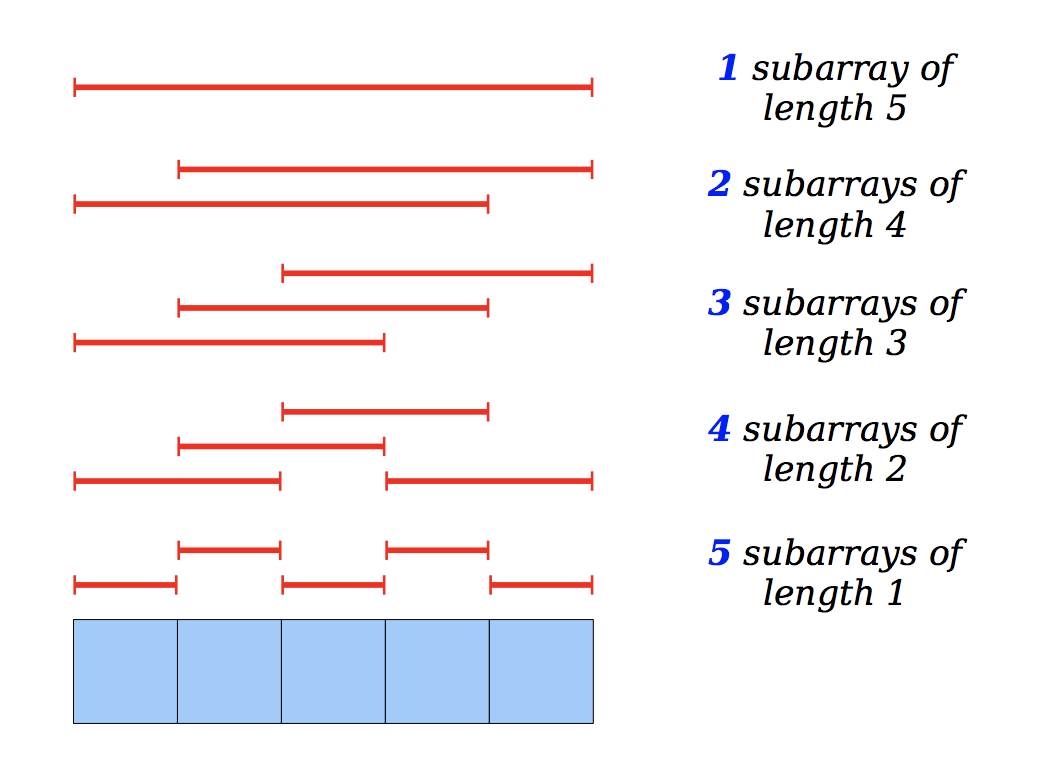 1 subarray of
length 5
2 subarrays of
length 4
3 subarrays of
length 3
4 subarrays of
length 2
5 subarrays of
length 1